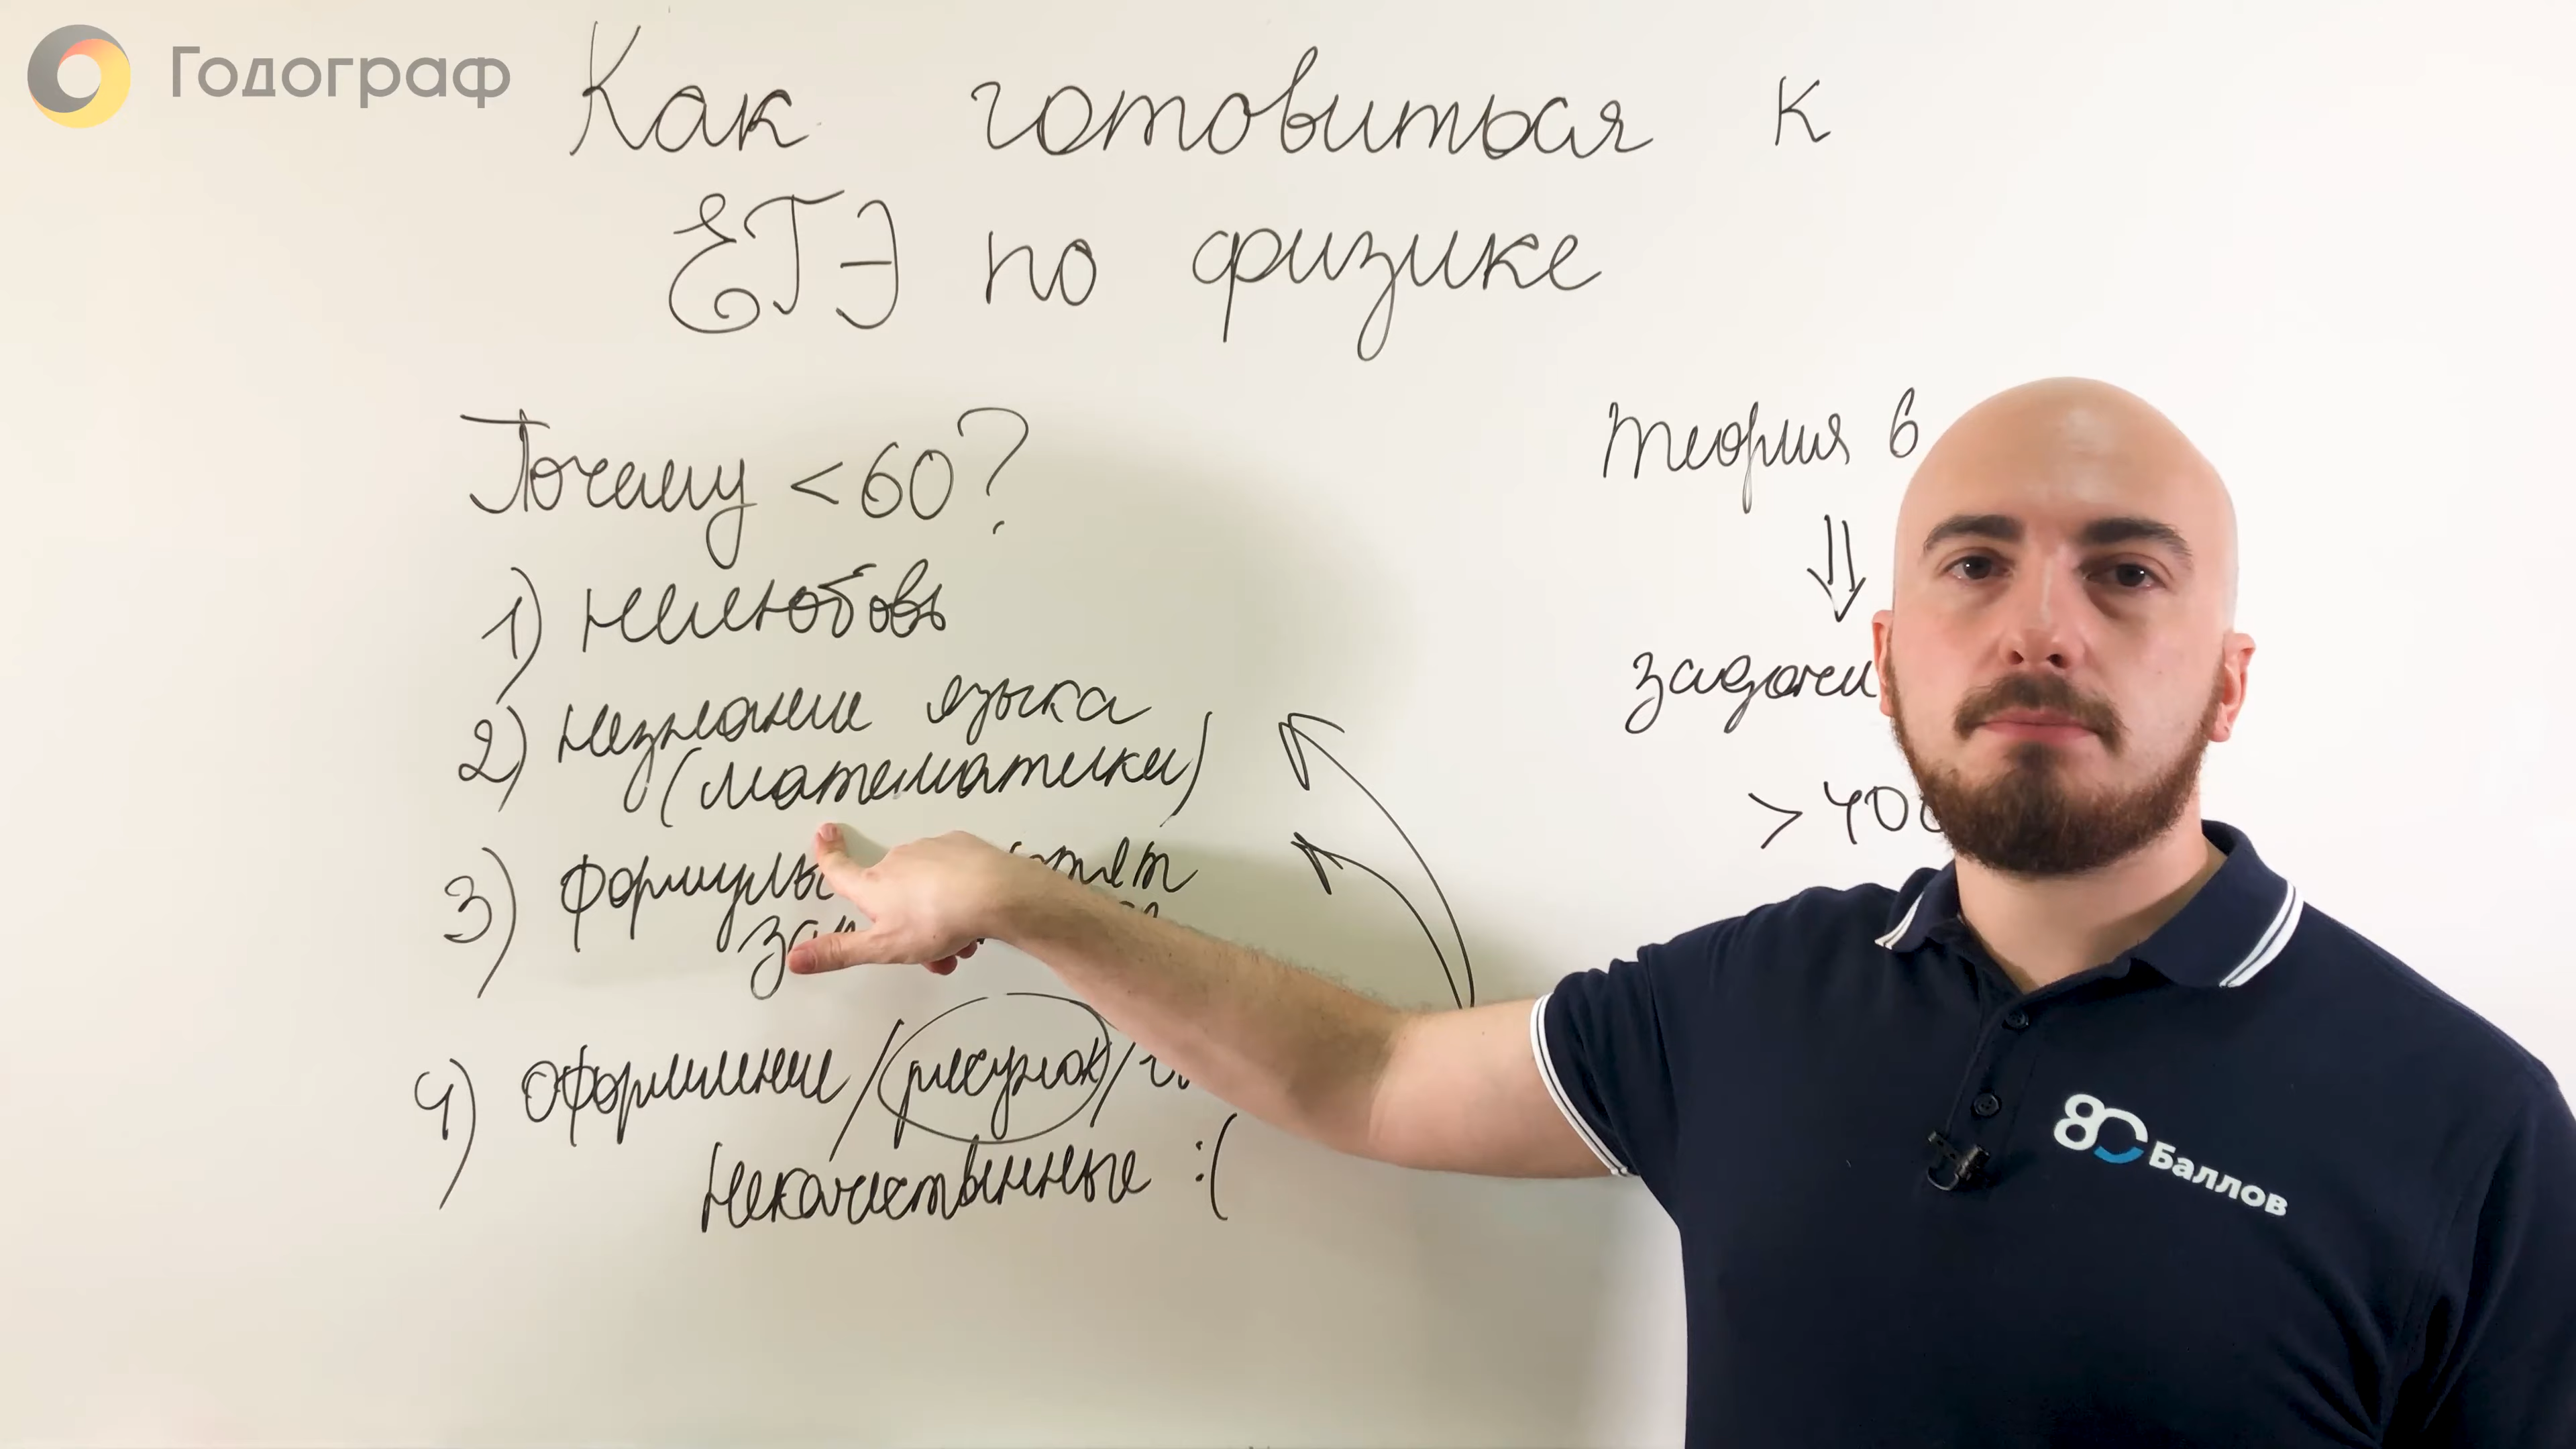 Годограф
Как готовиться к
ЕГЭ по физике
Почему < 60?
1) нелюбовь
2) незнание языка
(математики)
3) формулы
4) оформление / рисунок /
некачественные :(
теория в
⇓
задачи
> 400
80 Баллов